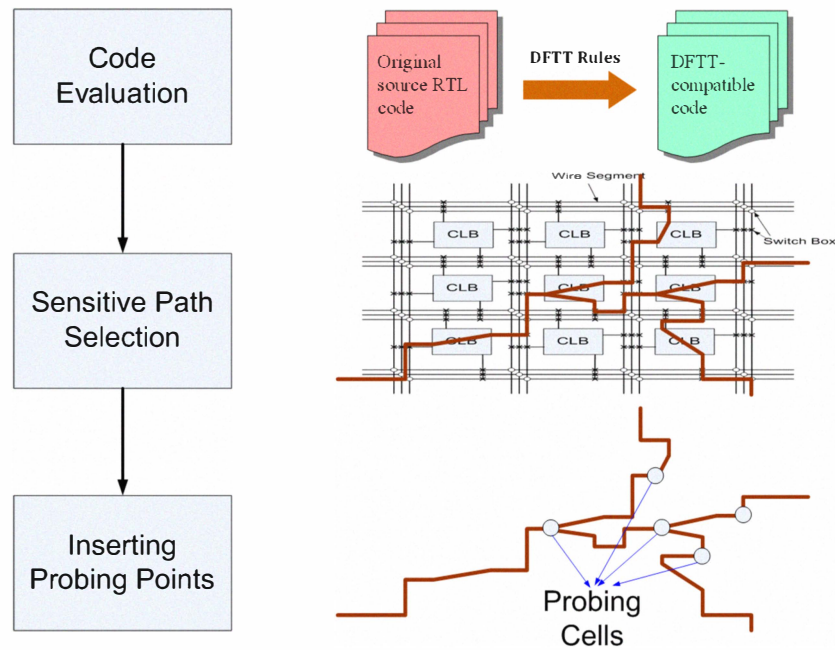 Code
Evaluation
Original
source RTL
code
DFTT Rules
DFTT-
compatible
code
Sensitive Path
Selection
Wire Segment
Switch Box
CLB
CLB
CLB
CLB
CLB
CLB
CLB
CLB
CLB
Inserting
Probing Points
Probing
Cells